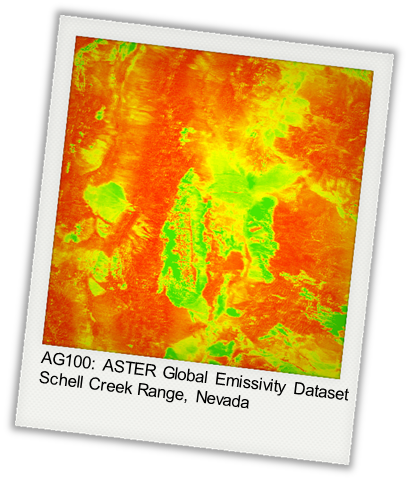 AG100: ASTER Global Emissivity Dataset
Schell Creek Range, Nevada